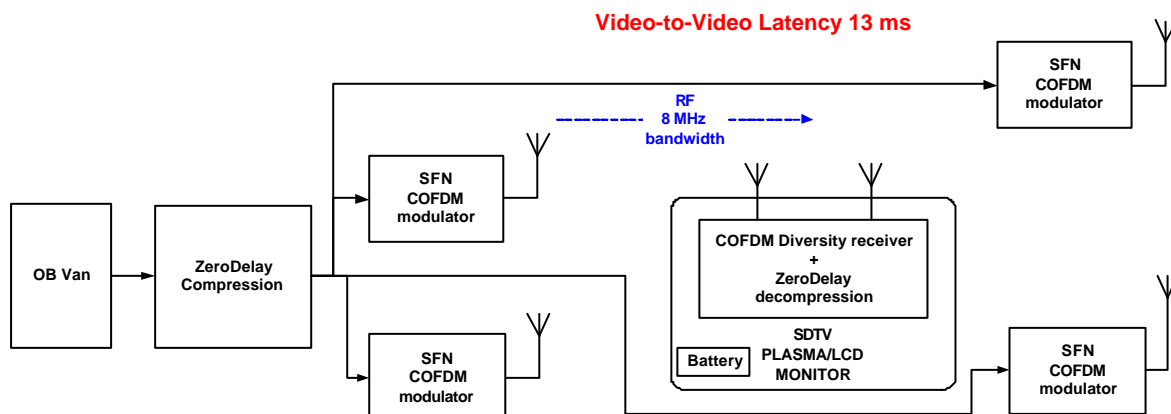 Video-to-Video Latency 13 ms
SFN
COFDM
modulator
RF
8 MHz
bandwidth
SFN
COFDM
modulator
OB Van
ZeroDelay
Compression
COFDM Diversity receiver
+
ZeroDelay
decompression
SDTV
PLASMA/LCD
MONITOR
Battery
SFN
COFDM
modulator
SFN
COFDM
modulator